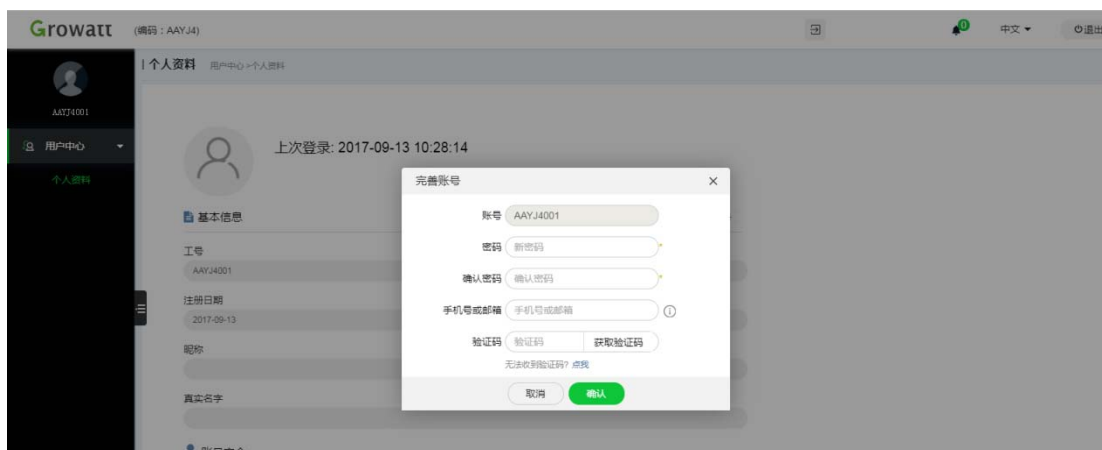 Growatt (编码：AAYJ4) 0 中文 退出
AAYJ4001
用户中心
个人资料
个人资料 用户中心>个人资料
上次登录: 2017-09-13 10:28:14
基本信息
工号
AAYJ4001
注册日期
2017-09-13
昵称
真实名字
完善账号
账号 AAYJ4001
密码 新密码 *
确认密码 确认密码 *
手机号或邮箱 手机号或邮箱
验证码 验证码 获取验证码
无法收到验证码? 点我
取消 确认